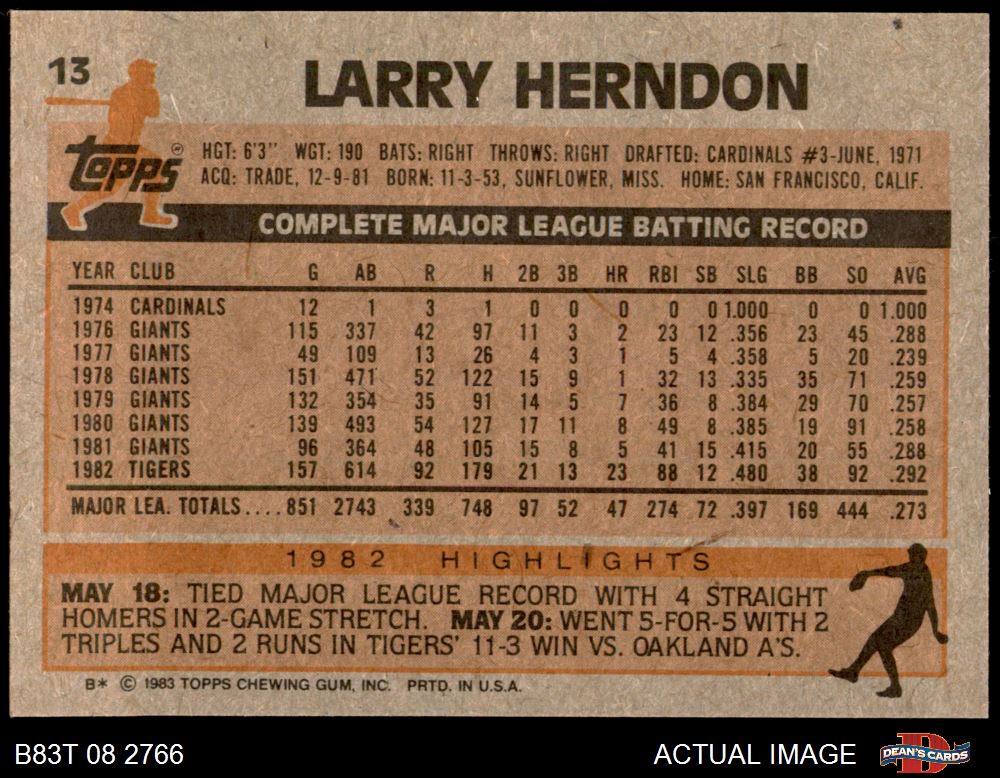 13
LARRY HERNDON
TOPPS
HGT: 6'3" WGT: 190 BATS: RIGHT THROWS: RIGHT DRAFTED: CARDINALS #3-JUNE, 1971
ACQ: TRADE, 12-9-81 BORN: 11-3-53, SUNFLOWER, MISS. HOME: SAN FRANCISCO, CALIF.
COMPLETE MAJOR LEAGUE BATTING RECORD
YEAR CLUB G AB R H 2B 3B HR RBI SB SLG BB SO AVG
1974 CARDINALS 12 1 3 1 0 0 0 0 0 1.000 0 0 1.000
1976 GIANTS 115 337 42 97 11 3 2 23 12 .356 23 45 .288
1977 GIANTS 49 109 13 26 4 3 1 5 4 .358 5 20 .239
1978 GIANTS 151 471 52 122 15 9 1 32 13 .335 35 71 .259
1979 GIANTS 132 354 35 91 14 5 7 36 8 .384 29 70 .257
1980 GIANTS 139 493 54 127 17 11 8 49 8 .385 19 91 .258
1981 GIANTS 96 364 48 105 15 8 5 41 15 .415 20 55 .288
1982 TIGERS 157 614 92 179 21 13 23 88 12 .480 38 92 .292
MAJOR LEA. TOTALS....851 2743 339 748 97 52 47 274 72 .397 169 444 .273
1982 HIGHLIGHTS
MAY 18: TIED MAJOR LEAGUE RECORD WITH 4 STRAIGHT
HOMERS IN 2-GAME STRETCH. MAY 20: WENT 5-FOR-5 WITH 2
TRIPLES AND 2 RUNS IN TIGERS' 11-3 WIN VS. OAKLAND A'S.
B* © 1983 TOPPS CHEWING GUM, INC. PRTD. IN U.S.A.
B83T 08 2766
ACTUAL IMAGE
D
DEAN'S CARDS